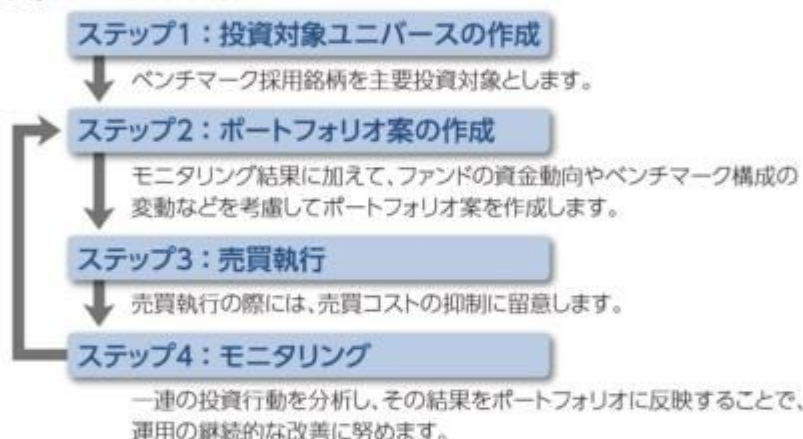 ステップ1：投資対象ユニバースの作成
ベンチマーク採用銘柄を主要投資対象とします。
ステップ2：ポートフォリオ案の作成
モニタリング結果に加えて、ファンドの資金動向やベンチマーク構成の
変動などを考慮してポートフォリオ案を作成します。
ステップ3：売買執行
売買執行の際には、売買コストの抑制に留意します。
ステップ4：モニタリング
一連の投資行動を分析し、その結果をポートフォリオに反映することで、
運用の継続的な改善に努めます。